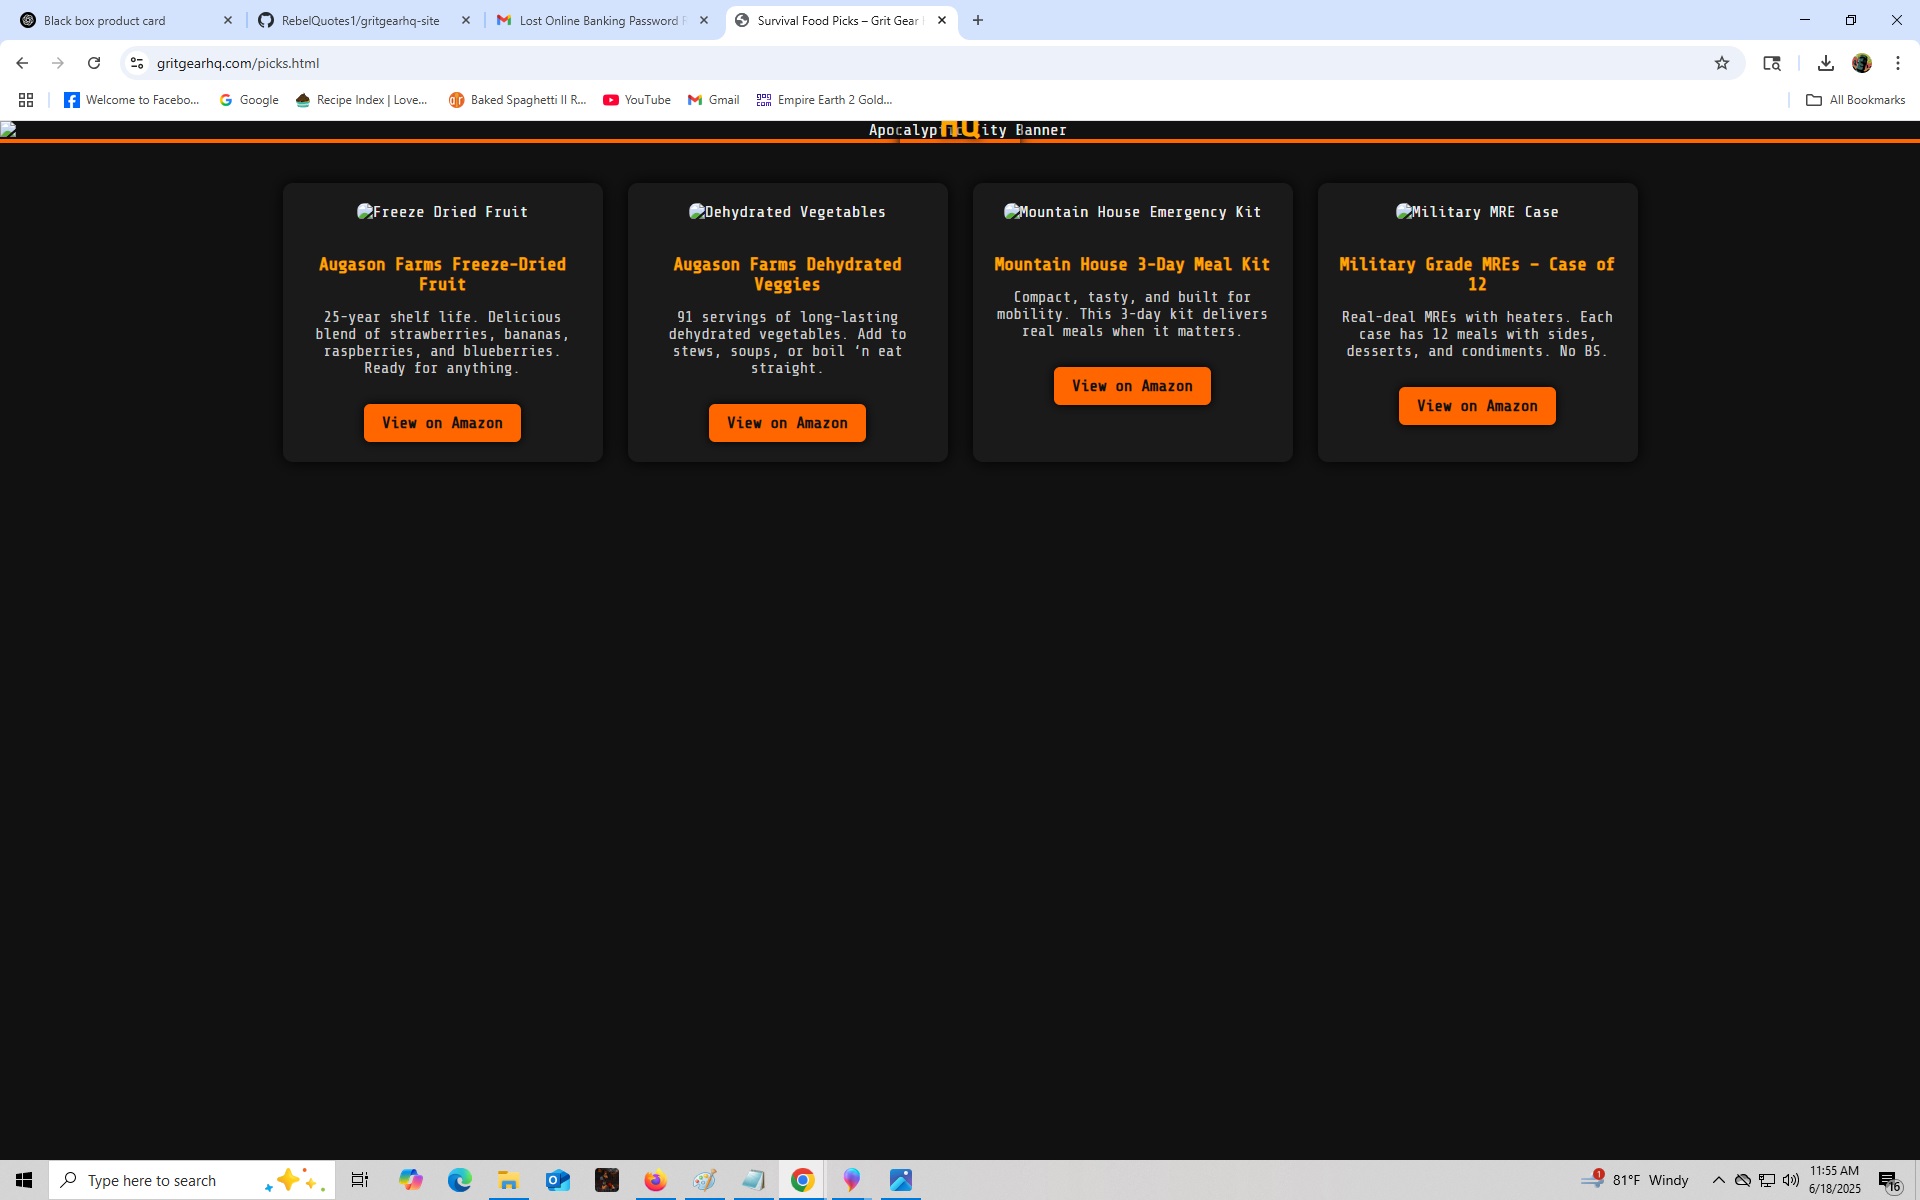 Black box product card
RebelQuotes1/gritgearhq-site
Lost Online Banking Password
Survival Food Picks – Grit Gear
gritgearhq.com/picks.html
Welcome to Facebo...
Google
Recipe Index | Love...
Baked Spaghetti II R...
YouTube
Gmail
Empire Earth 2 Gold...
All Bookmarks
HQ
Apocalyptic City Banner
Freeze Dried Fruit
Augason Farms Freeze-Dried
Fruit
25-year shelf life. Delicious
blend of strawberries, bananas,
raspberries, and blueberries.
Ready for anything.
View on Amazon
Dehydrated Vegetables
Augason Farms Dehydrated
Veggies
91 servings of long-lasting
dehydrated vegetables. Add to
stews, soups, or boil ‘n eat
straight.
View on Amazon
Mountain House Emergency Kit
Mountain House 3-Day Meal Kit
Compact, tasty, and built for
mobility. This 3-day kit delivers
real meals when it matters.
View on Amazon
Military MRE Case
Military Grade MREs – Case of
12
Real-deal MREs with heaters. Each
case has 12 meals with sides,
desserts, and condiments. No BS.
View on Amazon
Type here to search
1
81°F Windy
11:55 AM
6/18/2025
16